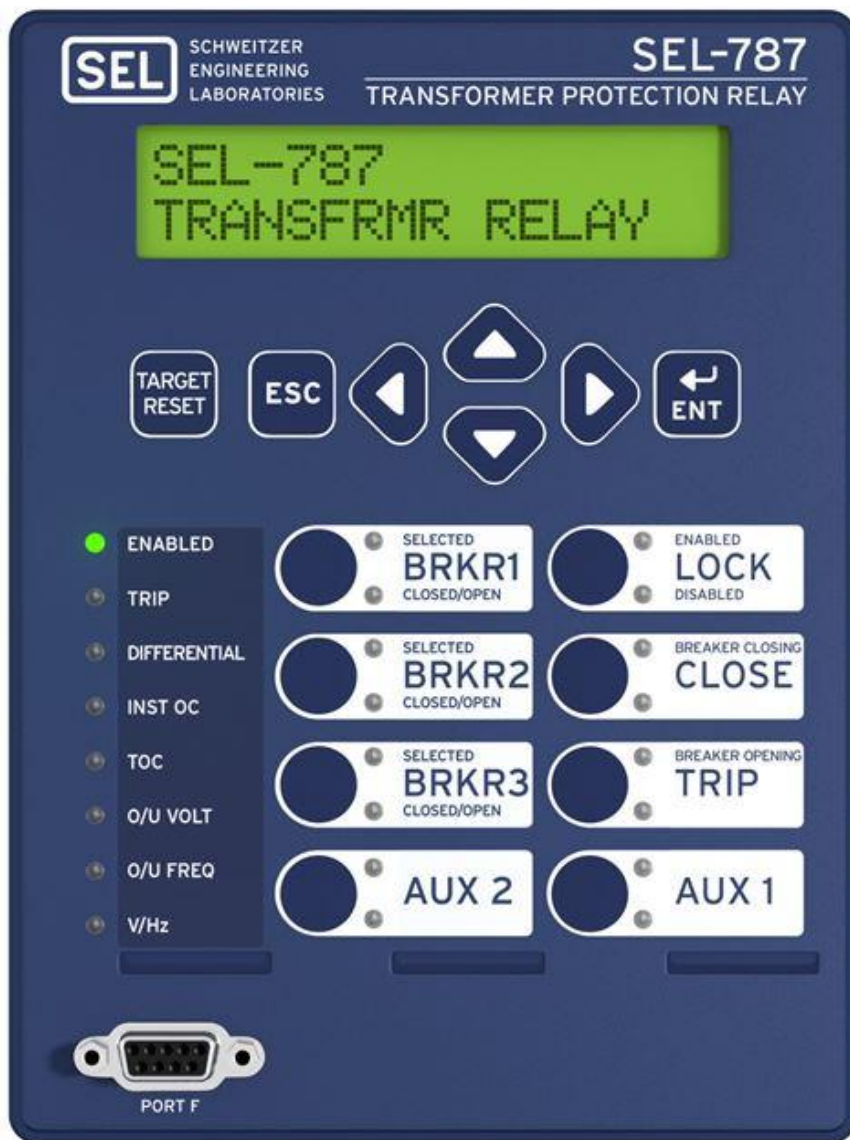 SEL
SCHWEITZER
ENGINEERING
LABORATORIES
SEL-787
TRANSFORMER PROTECTION RELAY
SEL-787
TRANSFRMR RELAY
TARGET
RESET
ESC
ENT
ENABLED
TRIP
DIFFERENTIAL
INST OC
TOC
O/U VOLT
O/U FREQ
V/Hz
SELECTED
BRKR1
CLOSED/OPEN
ENABLED
LOCK
DISABLED
SELECTED
BRKR2
CLOSED/OPEN
BREAKER CLOSING
CLOSE
SELECTED
BRKR3
CLOSED/OPEN
BREAKER OPENING
TRIP
AUX 2
AUX 1
PORT F